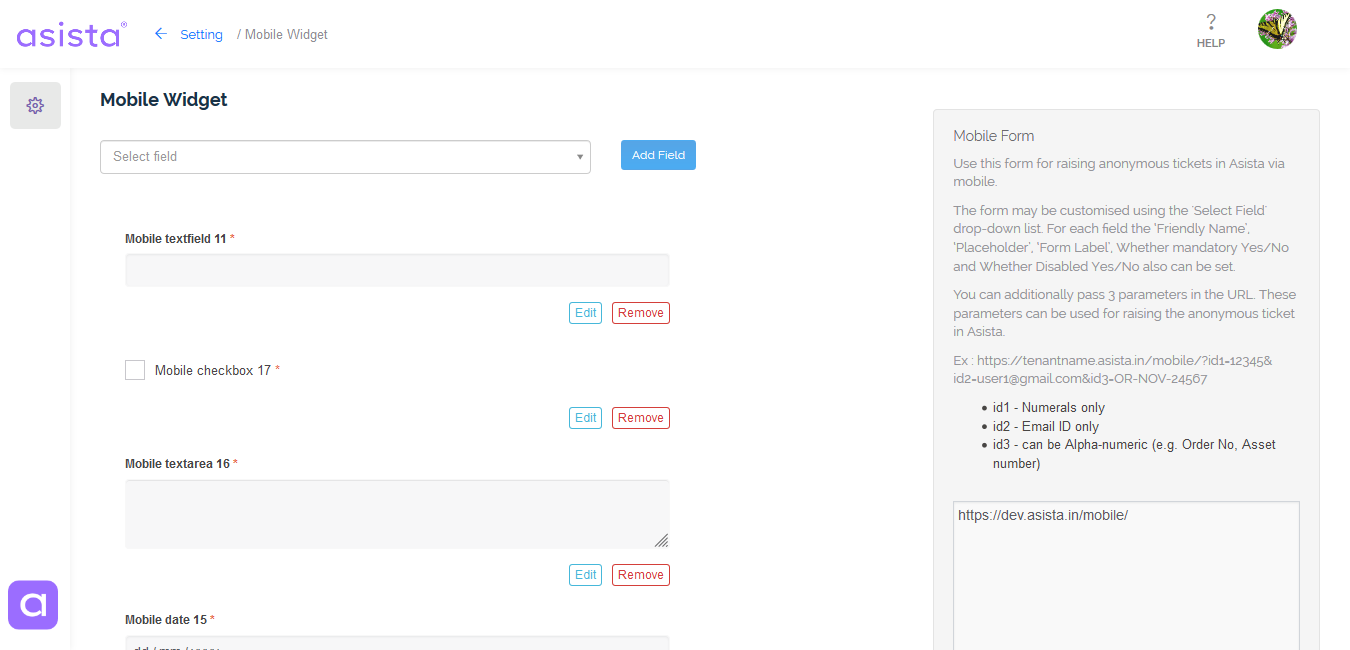 asista®
← Setting / Mobile Widget
?
HELP
Mobile Widget
Select field
Add Field
Mobile textfield 11 *
Edit Remove
Mobile checkbox 17 *
Edit Remove
Mobile textarea 16 *
Edit Remove
Mobile date 15 *
Mobile Form
Use this form for raising anonymous tickets in Asista via
mobile.
The form may be customised using the 'Select Field'
drop-down list. For each field the 'Friendly Name',
'Placeholder', 'Form Label', Whether mandatory Yes/No
and Whether Disabled Yes/No also can be set.
You can additionally pass 3 parameters in the URL. These
parameters can be used for raising the anonymous ticket
in Asista.
Ex : https://tenantname.asista.in/mobile/?id1=12345&
id2=user1@gmail.com&id3=OR-NOV-24567
• id1 - Numerals only
• id2 - Email ID only
• id3 - can be Alpha-numeric (e.g. Order No, Asset
number)
https://dev.asista.in/mobile/
a